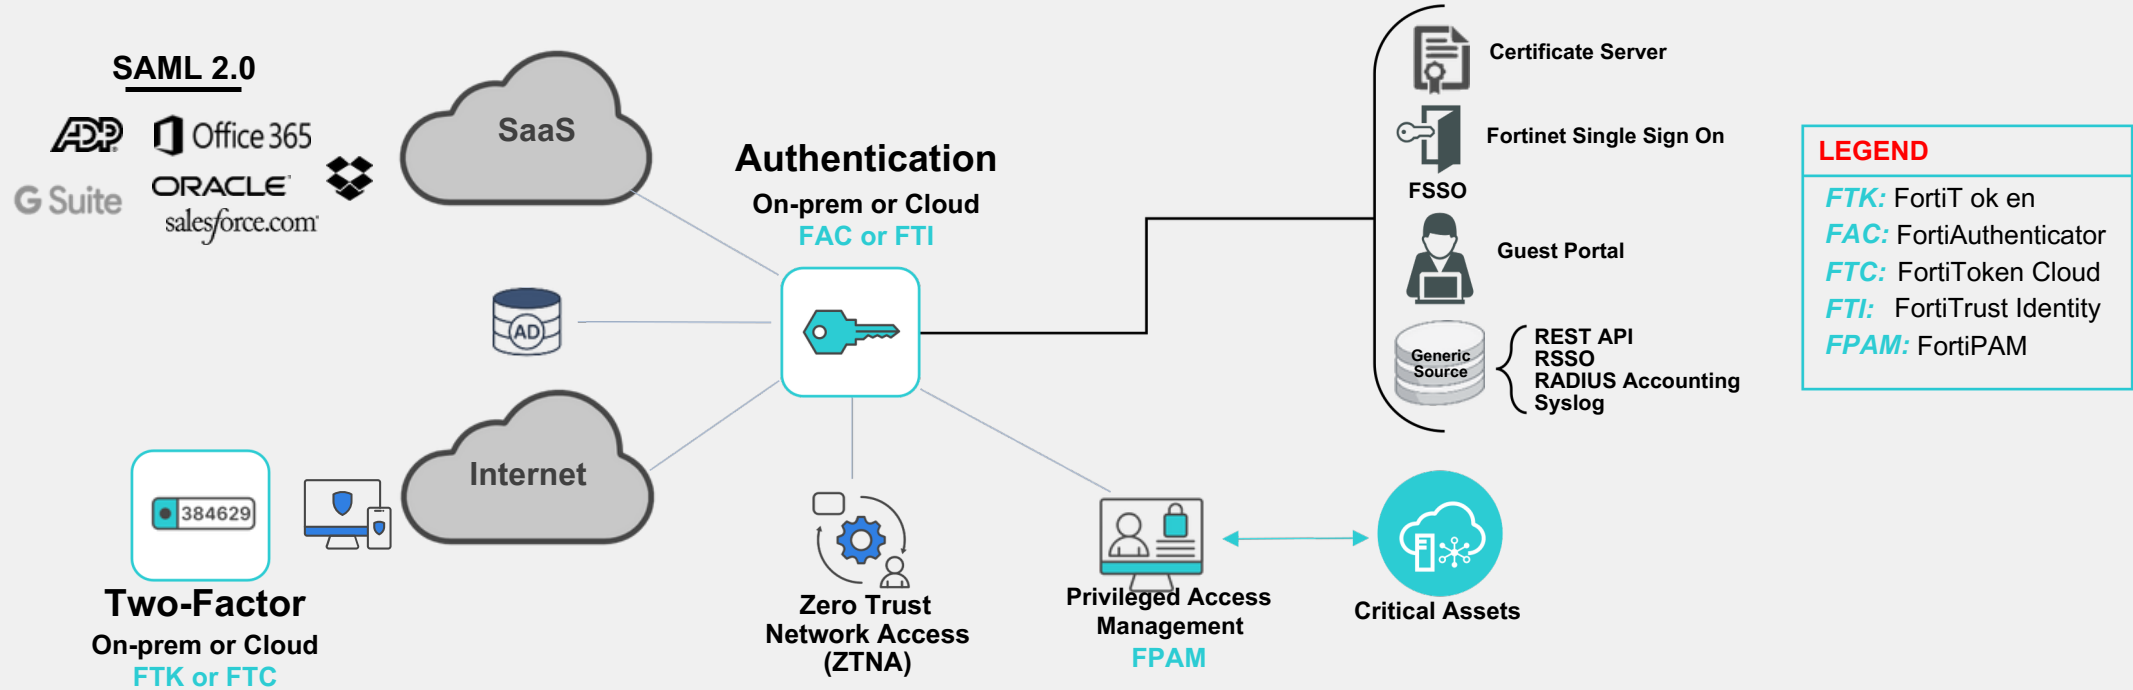 SAML 2.0
ADP
Office 365
G Suite
ORACLE
salesforce.com
SaaS
AD
Internet
384629
Two-Factor
On-prem or Cloud
FTK or FTC
Authentication
On-prem or Cloud
FAC or FTI
Zero Trust
Network Access
(ZTNA)
Privileged Access
Management
FPAM
Critical Assets
Certificate Server
Fortinet Single Sign On
FSSO
Guest Portal
Generic
Source
REST API
RSSO
RADIUS Accounting
Syslog
LEGEND
FTK: FortiT ok en
FAC: FortiAuthenticator
FTC: FortiToken Cloud
FTI: FortiTrust Identity
FPAM: FortiPAM